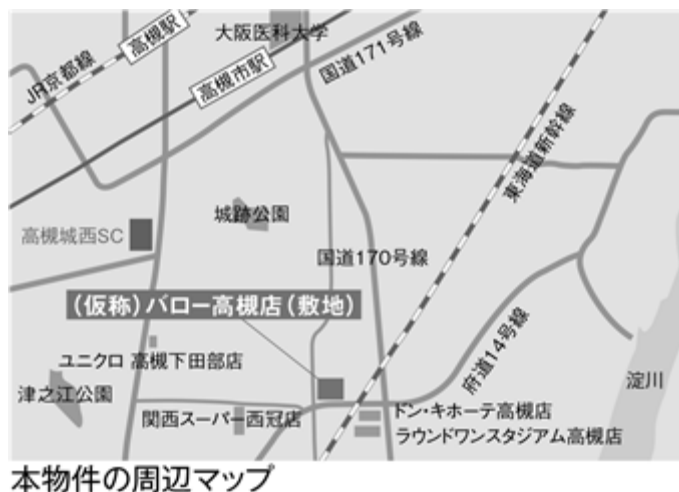 大阪医科大学
高槻駅
JR京都線
国道171号線
高槻市駅
東海道新幹線
城跡公園
高槻城西SC
国道170号線
(仮称)バロー高槻店(敷地)
ユニクロ 高槻下田部店
府道14号線
淀川
津之江公園
関西スーパー西冠店
ドン・キホーテ高槻店
ラウンドワンスタジアム高槻店
本物件の周辺マップ